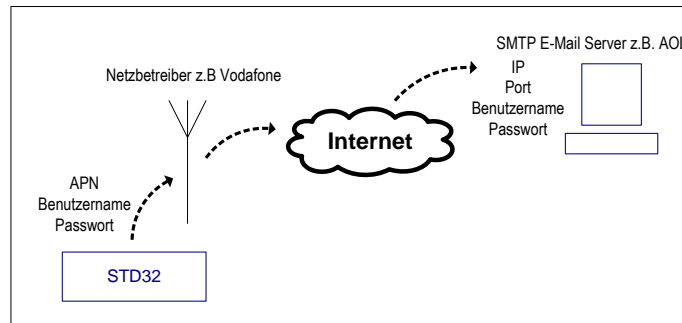 SMTP E-Mail Server z.B. AOL
Netzbetreiber z.B Vodafone
IP
Port
Benutzername
Passwort
Internet
APN
Benutzername
Passwort
STD32